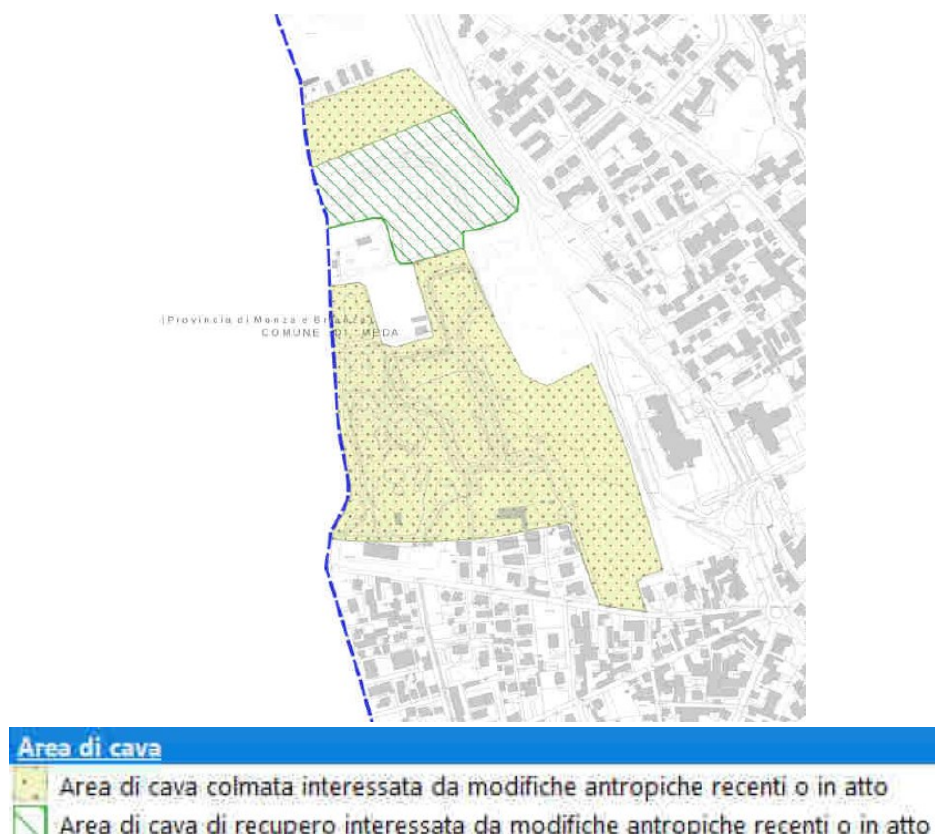 (Provincia di Monza e Brianza)
COMUNE DI MEDA
Area di cava
Area di cava colmata interessata da modifiche antropiche recenti o in atto
Area di cava di recupero interessata da modifiche antropiche recenti o in atto